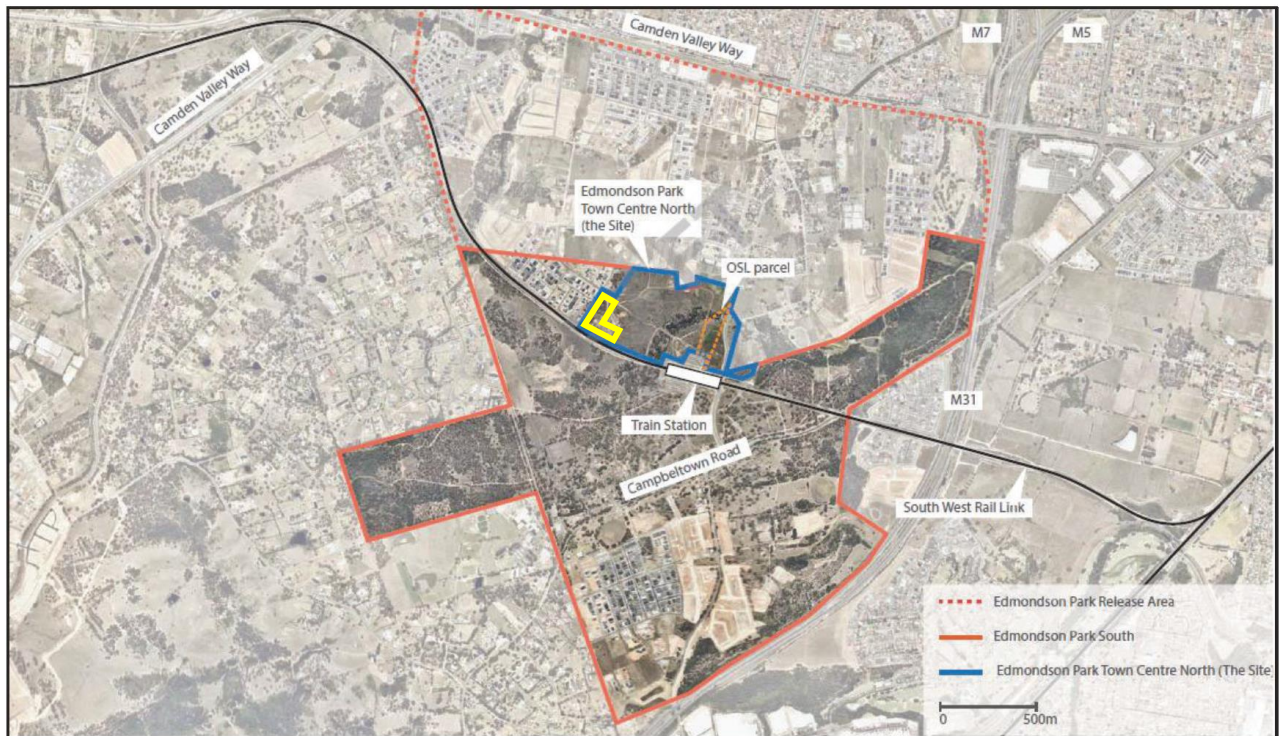 Camden Valley Way
M7
M5
Camden Valley Way
Edmondson Park
Town Centre North
(the Site)
OSL parcel
M31
Train Station
Campbeltown Road
South West Rail Link
Edmondson Park Release Area
Edmondson Park South
Edmondson Park Town Centre North (The Site
0
500m